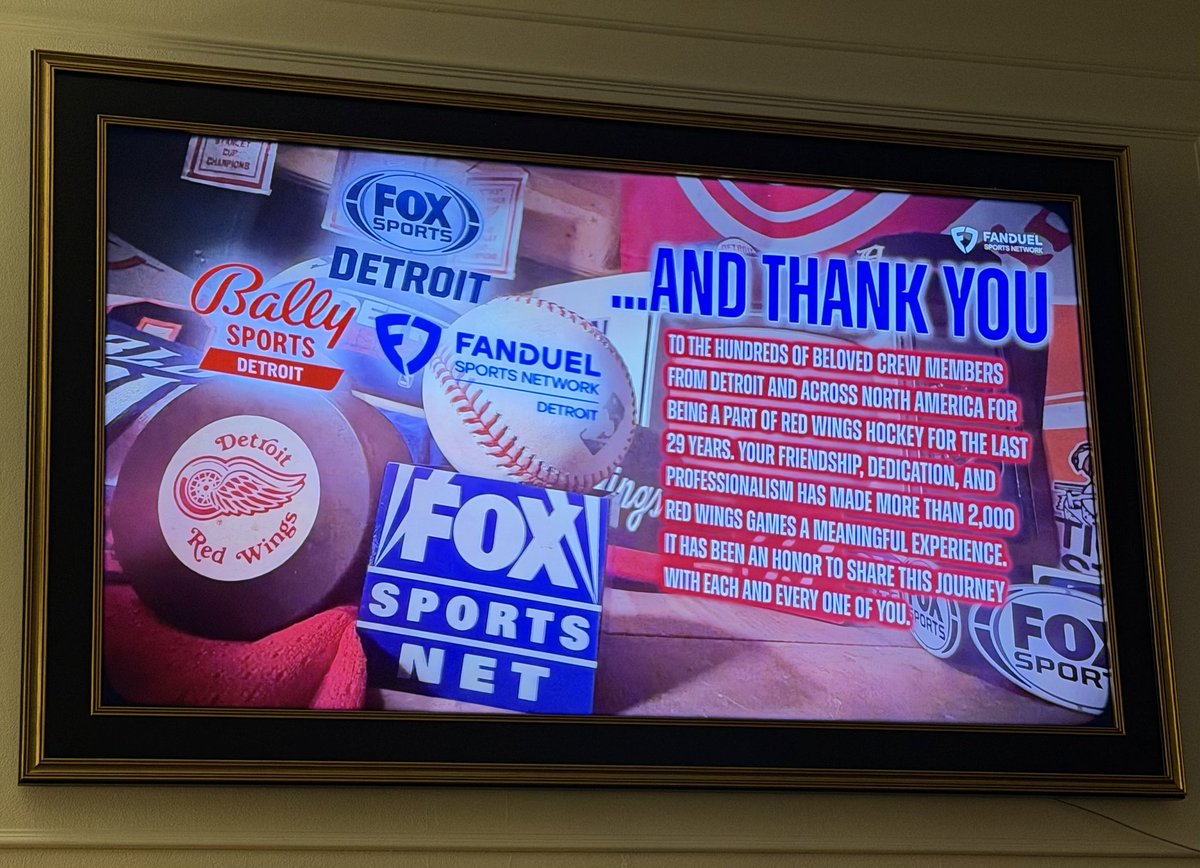 STANLEY
CUP
CHAMPIONS
FOX
SPORTS
DETROIT
Bally
SPORTS
DETROIT
FANDUEL
SPORTS NETWORK
DETROIT
Detroit
Red Wings
FOX
SPORTS
NET
FANDUEL
SPORTS NETWORK
...AND THANK YOU
TO THE HUNDREDS OF BELOVED CREW MEMBERS
FROM DETROIT AND ACROSS NORTH AMERICA FOR
BEING A PART OF RED WINGS HOCKEY FOR THE LAST
29 YEARS. YOUR FRIENDSHIP, DEDICATION, AND
PROFESSIONALISM HAS MADE MORE THAN 2,000
RED WINGS GAMES A MEANINGFUL EXPERIENCE.
IT HAS BEEN AN HONOR TO SHARE THIS JOURNEY
WITH EACH AND EVERY ONE OF YOU.
FOX
SPORTS